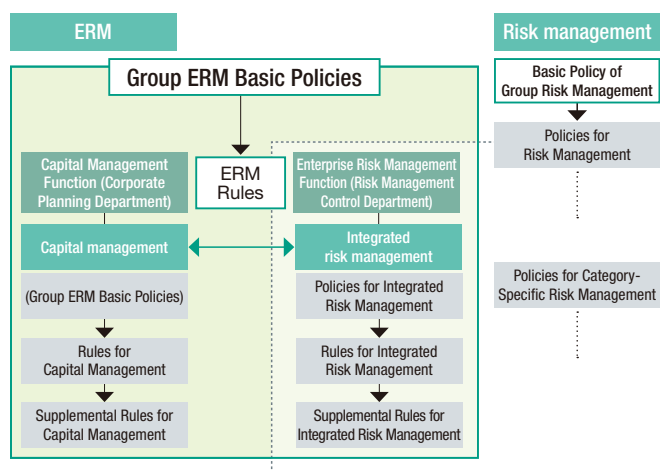 ERM
Risk management
Group ERM Basic Policies
Basic Policy of
Group Risk Management
Policies for
Risk Management
Capital Management
Function (Corporate
Planning Department)
ERM
Rules
Enterprise Risk Management
Function (Risk Management
Control Department)
Capital management
Integrated
risk management
(Group ERM Basic Policies)
Policies for Integrated
Risk Management
Policies for Category-
Specific Risk Management
Rules for
Capital Management
Rules for Integrated
Risk Management
Supplemental Rules for
Capital Management
Supplemental Rules for
Integrated Risk Management